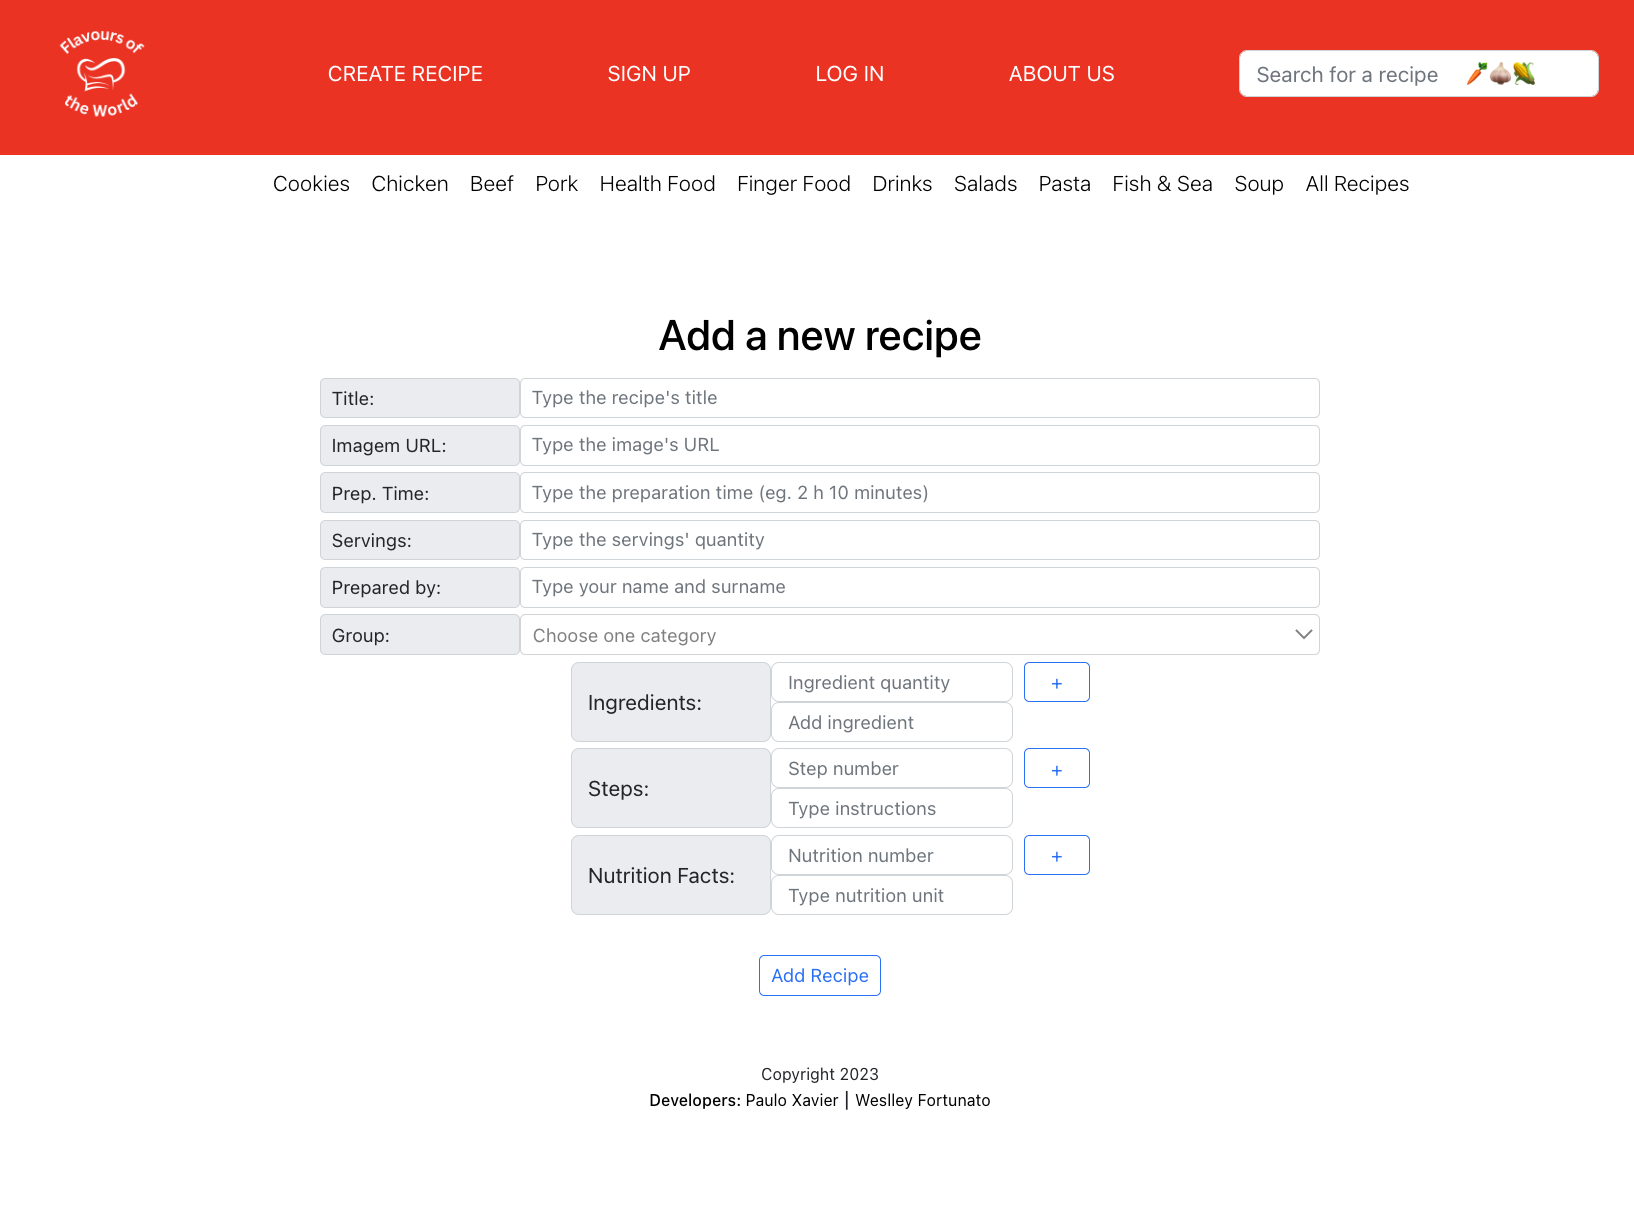 Flavours of
the World
CREATE RECIPE SIGN UP LOG IN ABOUT US Search for a recipe 🥕🧄🌽
Cookies Chicken Beef Pork Health Food Finger Food Drinks Salads Pasta Fish & Sea Soup All Recipes
Add a new recipe
Title: Type the recipe's title
Imagem URL: Type the image's URL
Prep. Time: Type the preparation time (eg. 2 h 10 minutes)
Servings: Type the servings' quantity
Prepared by: Type your name and surname
Group: Choose one category
Ingredients: Ingredient quantity +
Add ingredient
Steps: Step number +
Type instructions
Nutrition Facts: Nutrition number +
Type nutrition unit
Add Recipe
Copyright 2023
Developers: Paulo Xavier | Weslley Fortunato